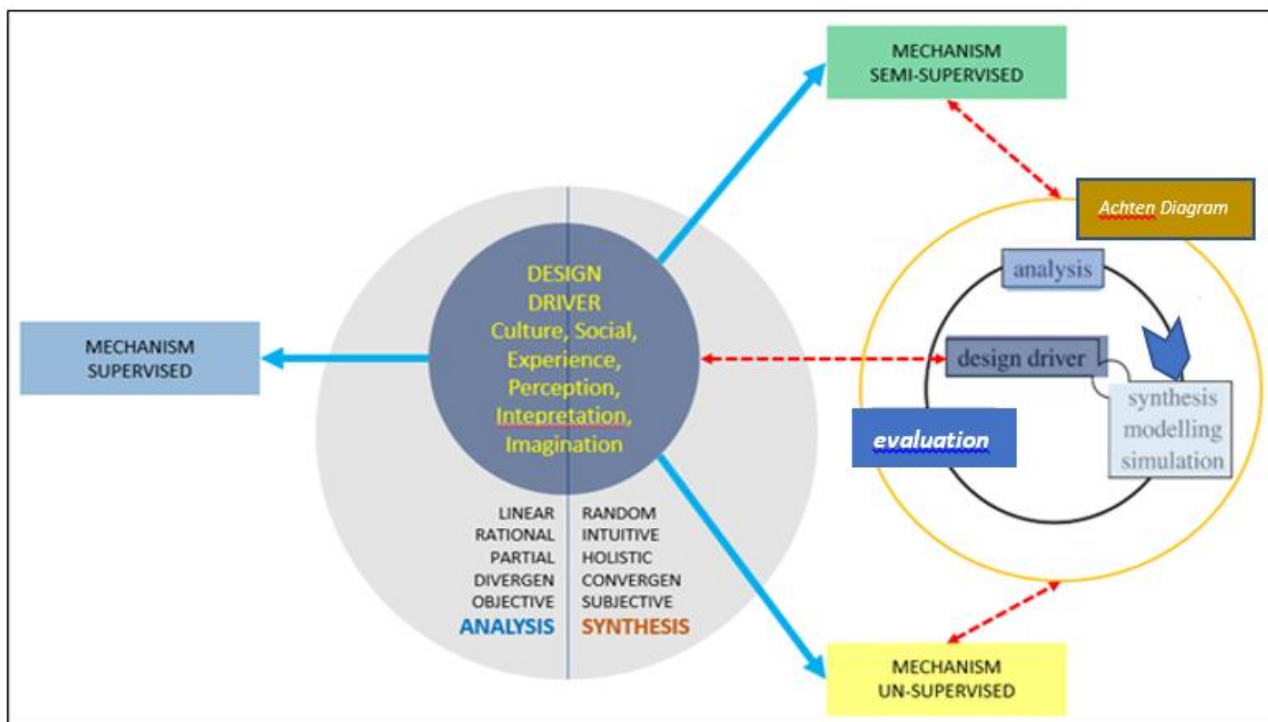 MECHANISM
SEMI-SUPERVISED
Achten Diagram
analysis
DESIGN
DRIVER
Culture, Social,
Experience,
Perception,
Intepretation,
Imagination
MECHANISM
SUPERVISED
design driver
synthesis
modelling
simulation
evaluation
LINEAR
RATIONAL
PARTIAL
DIVERGEN
OBJECTIVE
ANALYSIS
RANDOM
INTUITIVE
HOLISTIC
CONVERGEN
SUBJECTIVE
SYNTHESIS
MECHANISM
UN-SUPERVISED